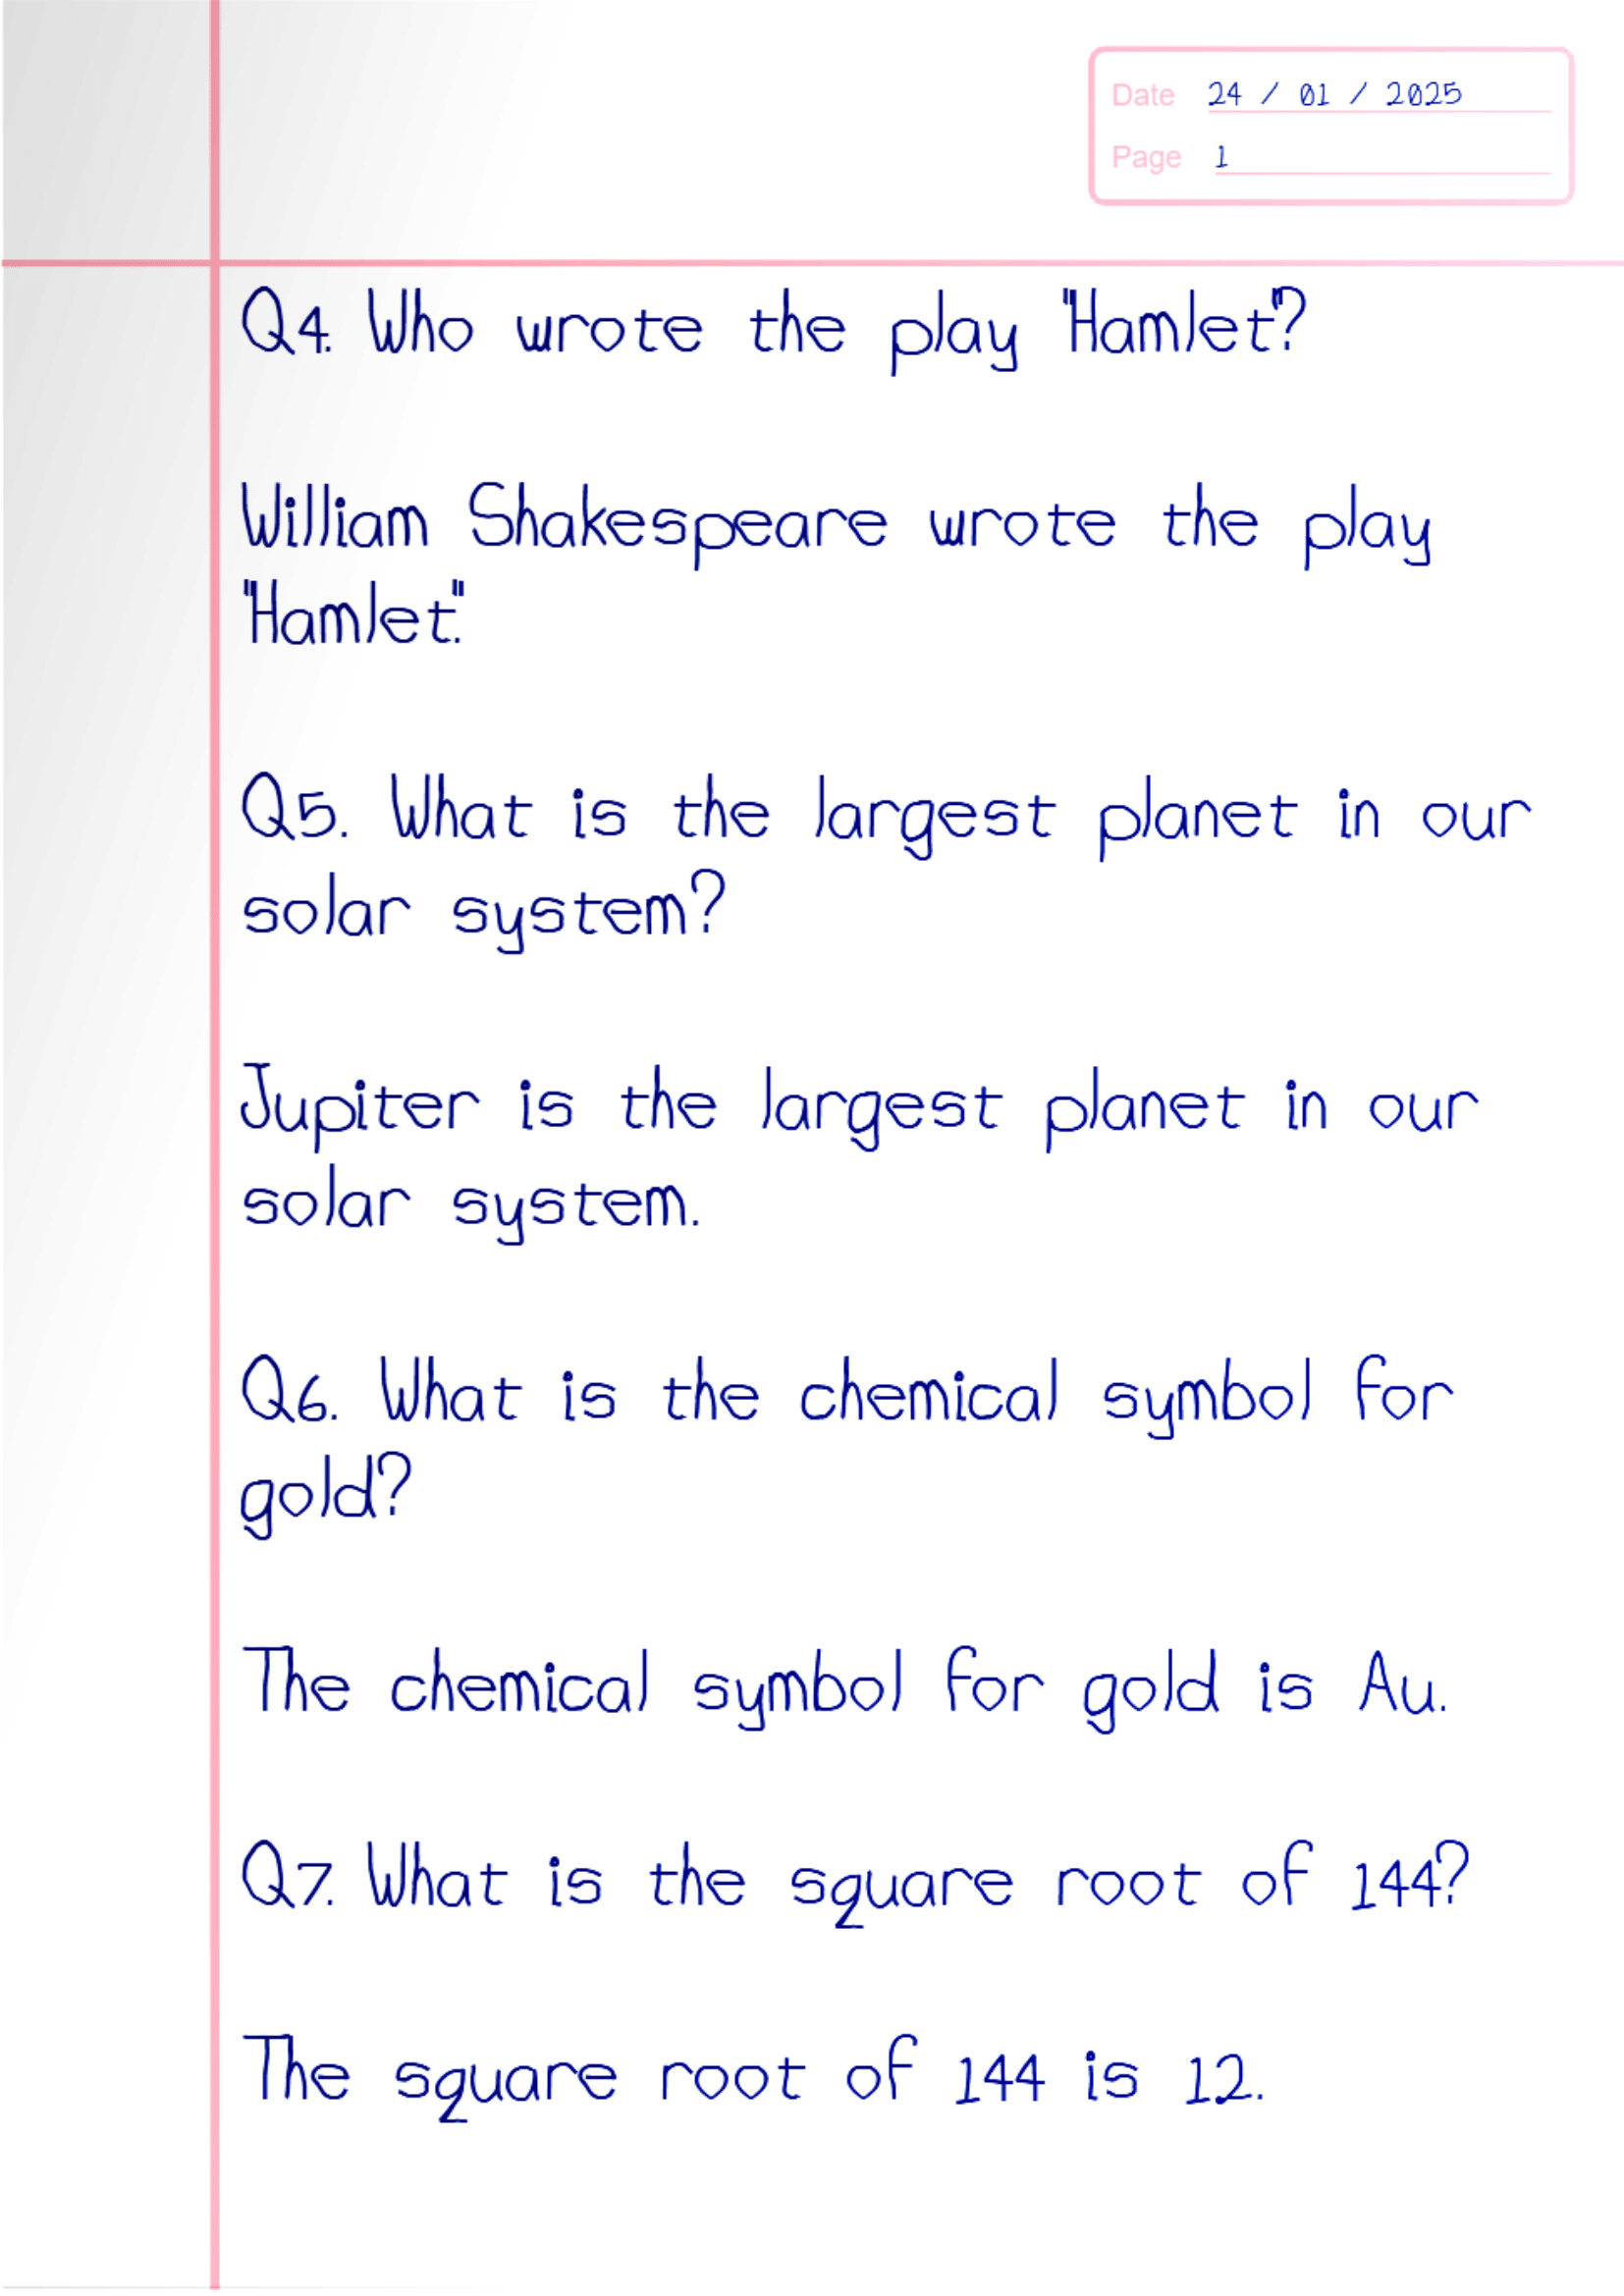 Date 24 / 01 / 2025
Page 1
Q4. Who wrote the play "Hamlet"?
William Shakespeare wrote the play
"Hamlet."
Q5. What is the largest planet in our
solar system?
Jupiter is the largest planet in our
solar system.
Q6. What is the chemical symbol for
gold?
The chemical symbol for gold is Au.
Q7. What is the square root of 144?
The square root of 144 is 12.